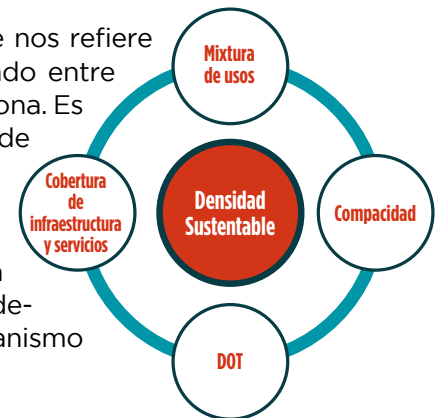 e nos refiere
ndo entre
ona. Es
de
a
de-
anismo
Mixtura
de usos
Cobertura
de
infraestructura
y servicios
Densidad
Sustentable
Compacidad
DOT